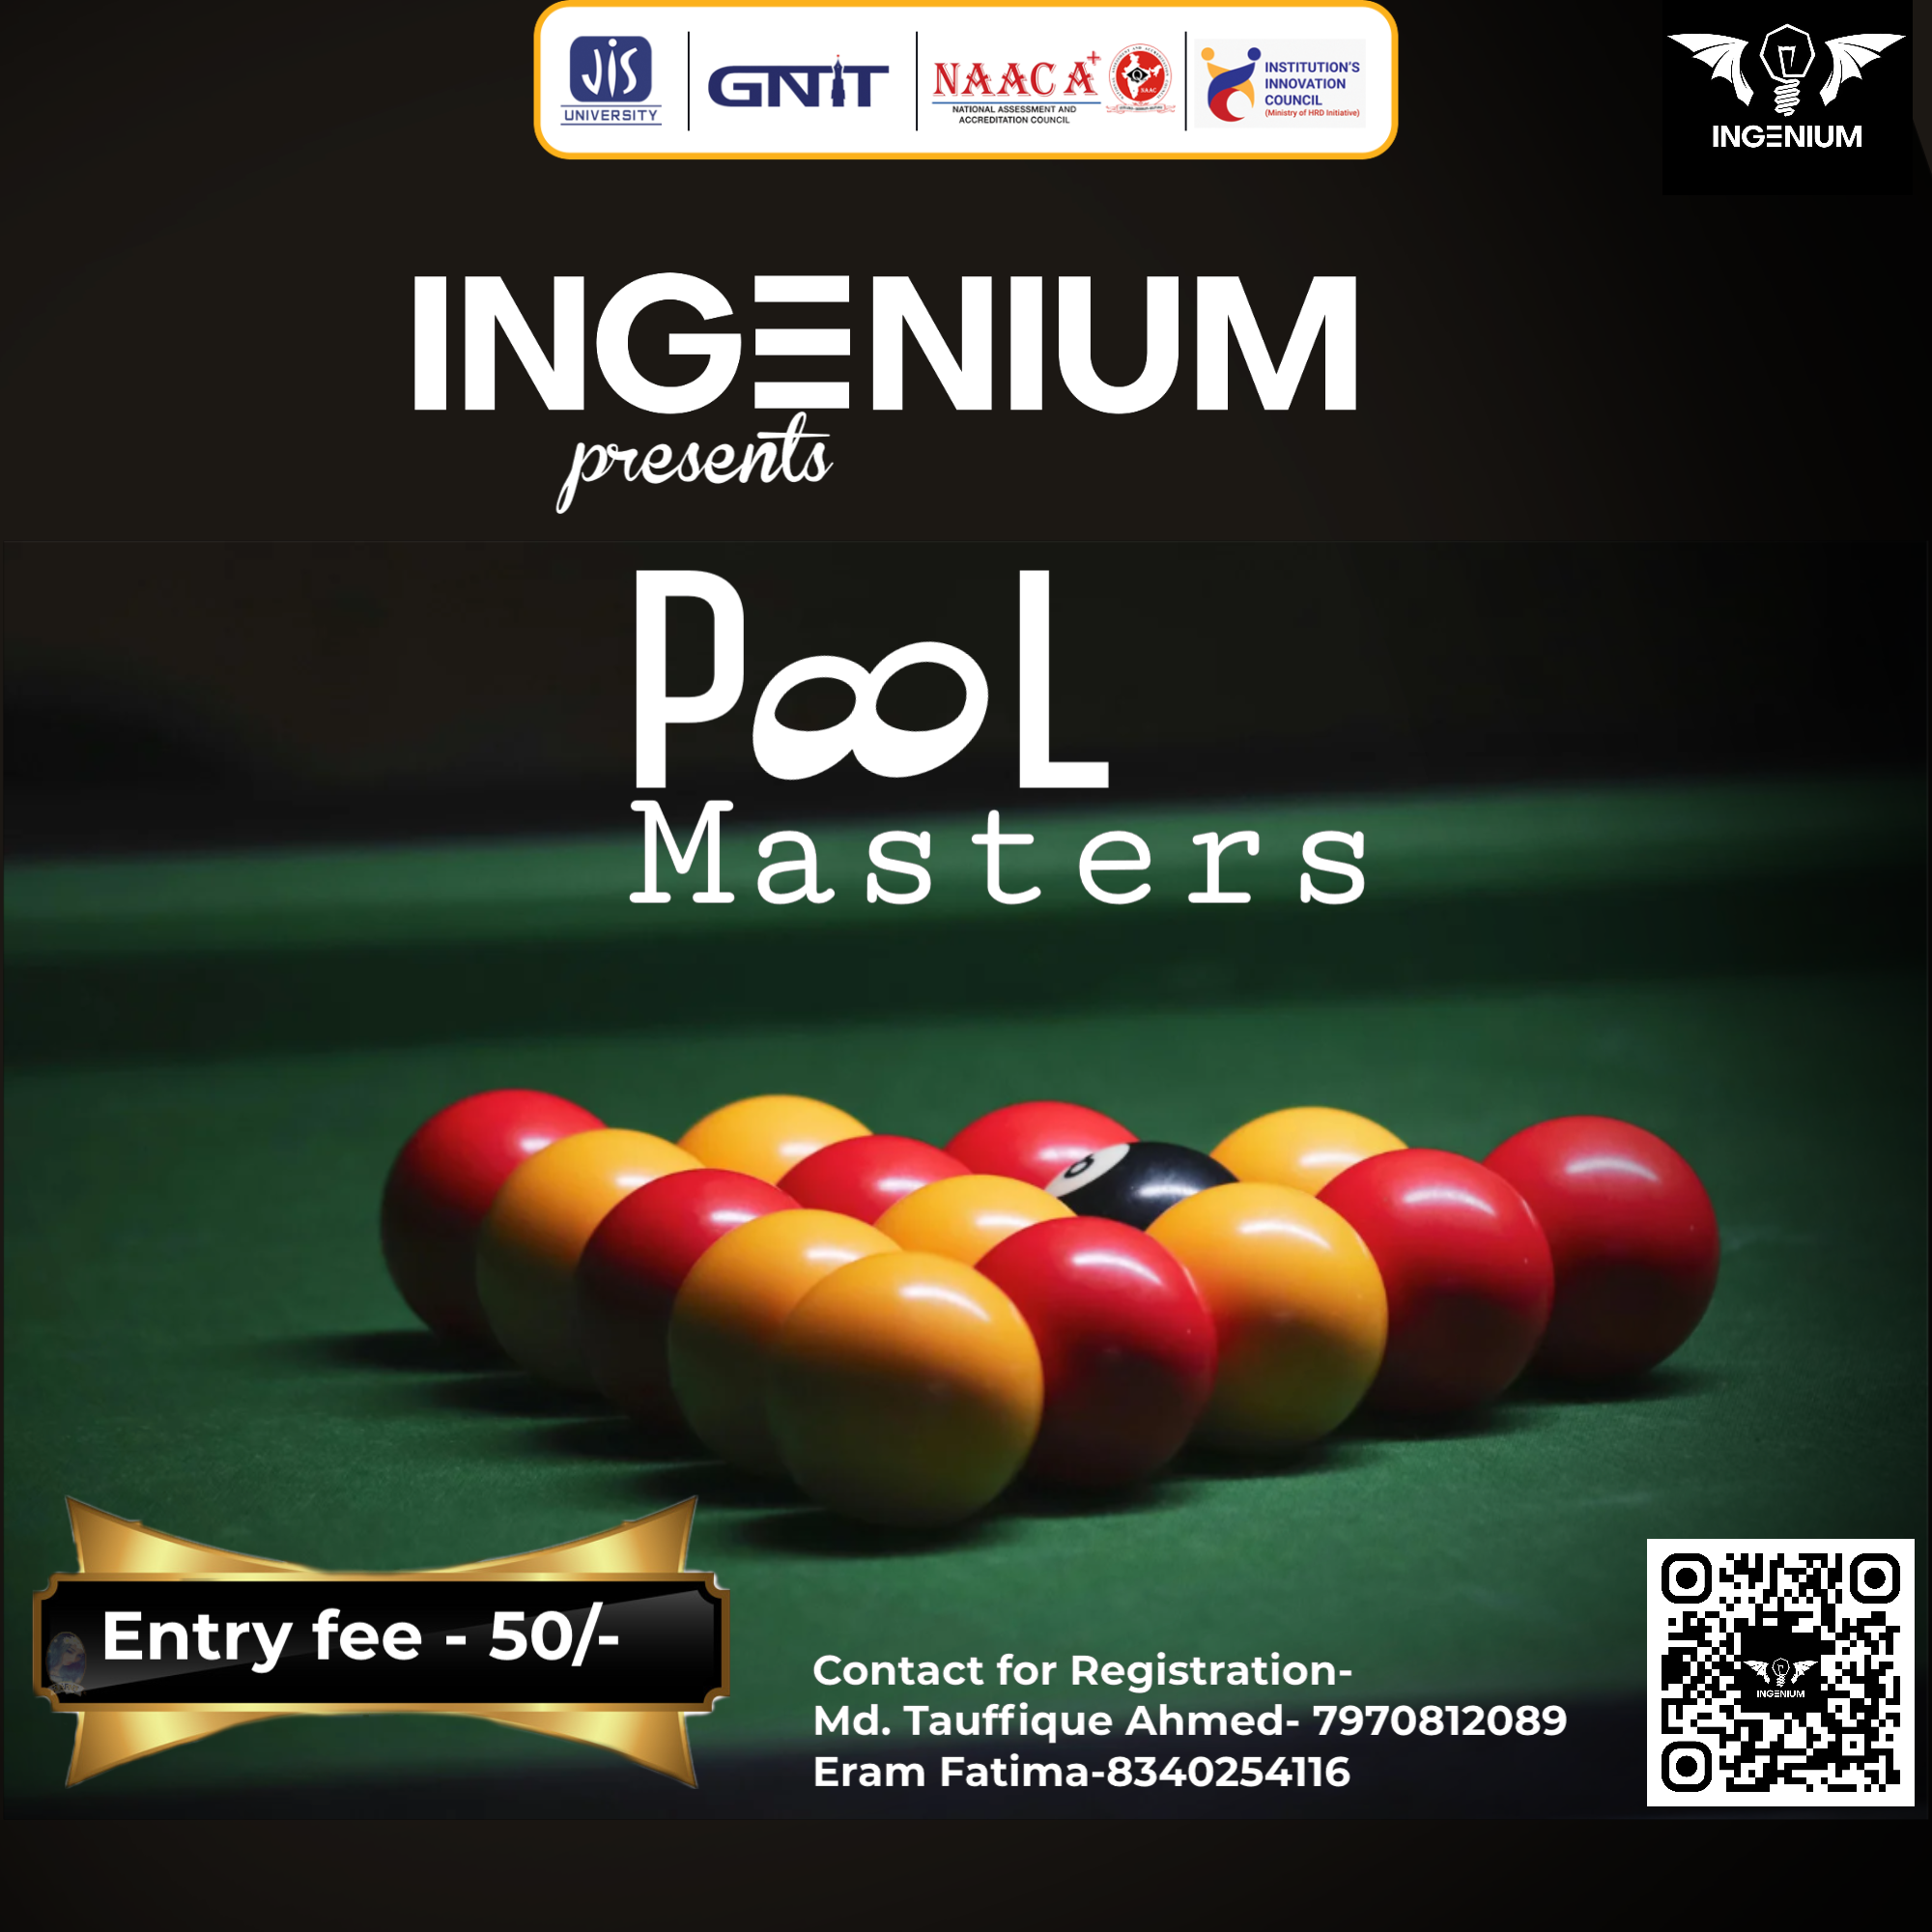 JIS
UNIVERSITY
GNIT
NAAC A+
NATIONAL ASSESSMENT AND
ACCREDITATION COUNCIL
INSTITUTION'S
INNOVATION
COUNCIL
(Ministry of HRD Initiative)
INGENIUM
INGENIUM
presents
PooL
Masters
8
Entry fee - 50/-
Contact for Registration-
Md. Tauffique Ahmed- 7970812089
Eram Fatima-8340254116
INGENIUM